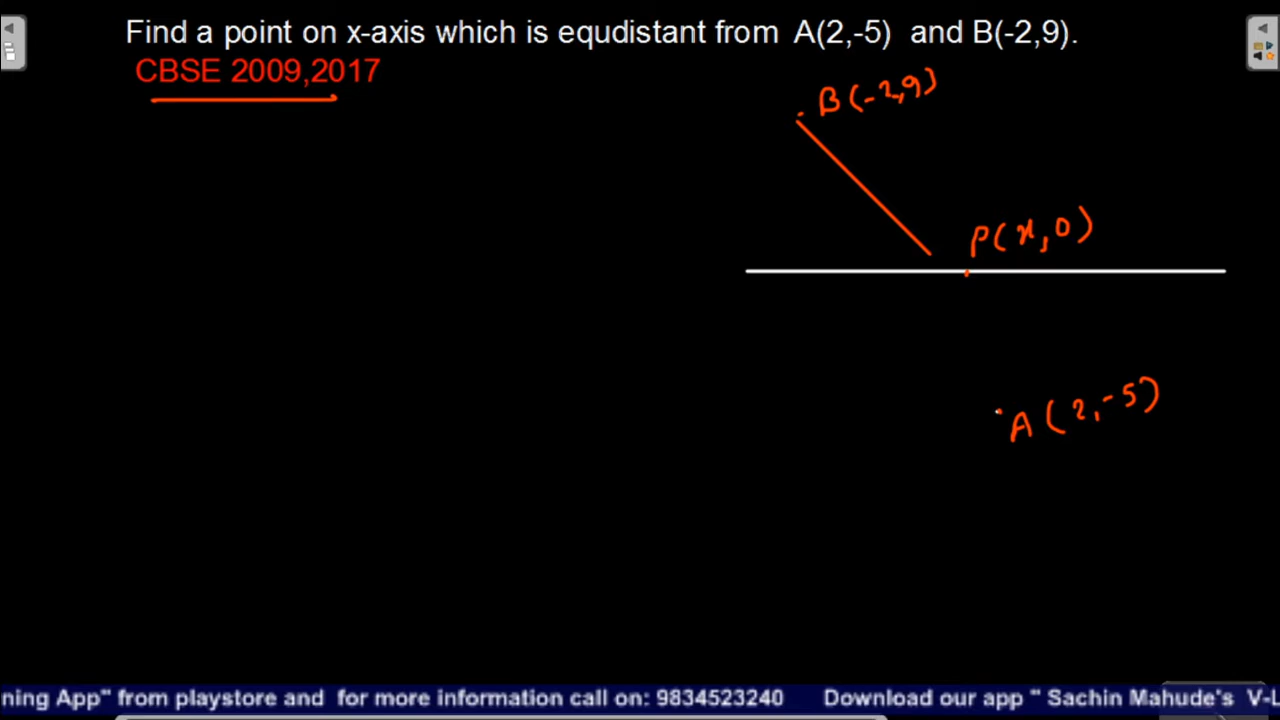 Find a point on x-axis which is equdistant from A(2,-5) and B(-2,9).
CBSE 2009,2017
B(-2,9)
P(x,0)
A(2,-5)
ning App" from playstore and for more information call on: 9834523240 Download our app " Sachin Mahude's V-L